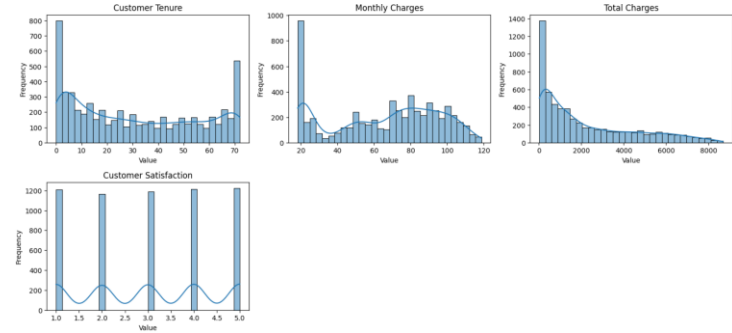 Customer Tenure
800
700
600
500
400
300
200
100
0
Frequency
0 10 20 30 40 50 60 70
Value
Monthly Charges
1000
800
600
400
200
0
Frequency
20 40 60 80 100 120
Value
Total Charges
1400
1200
1000
800
600
400
200
0
Frequency
0 2000 4000 6000 8000
Value
Customer Satisfaction
1200
1000
800
600
400
200
0
Frequency
1.0 1.5 2.0 2.5 3.0 3.5 4.0 4.5 5.0
Value